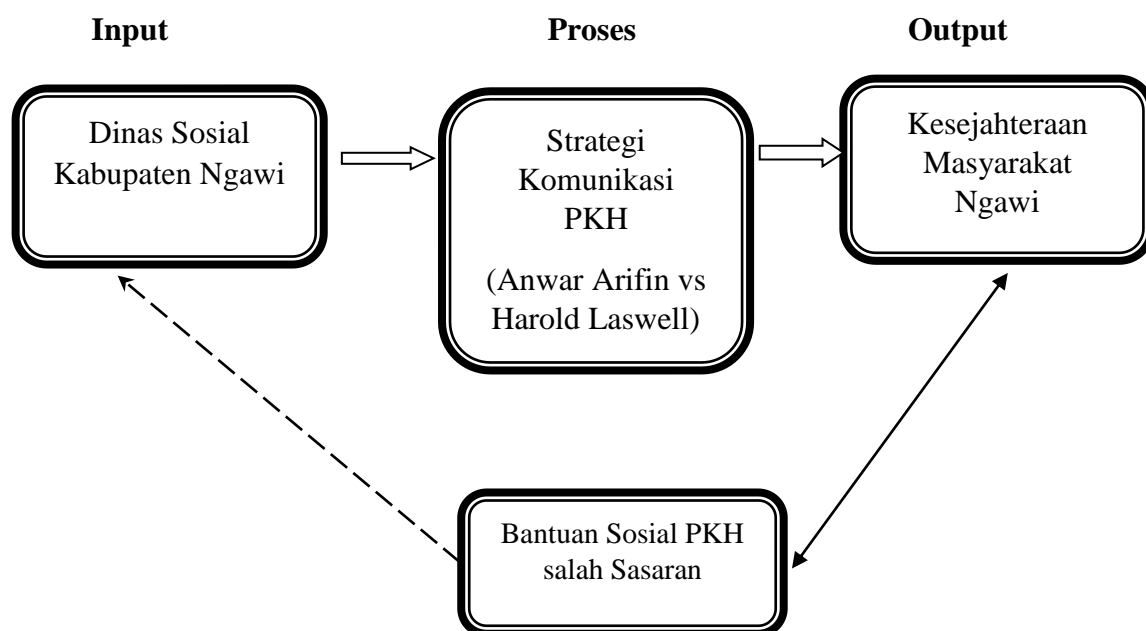 Input Proses Output
Dinas Sosial
Kabupaten Ngawi
Strategi
Komunikasi
PKH
(Anwar Arifin vs
Harold Laswell)
Kesejahteraan
Masyarakat
Ngawi
Bantuan Sosial PKH
salah Sasaran